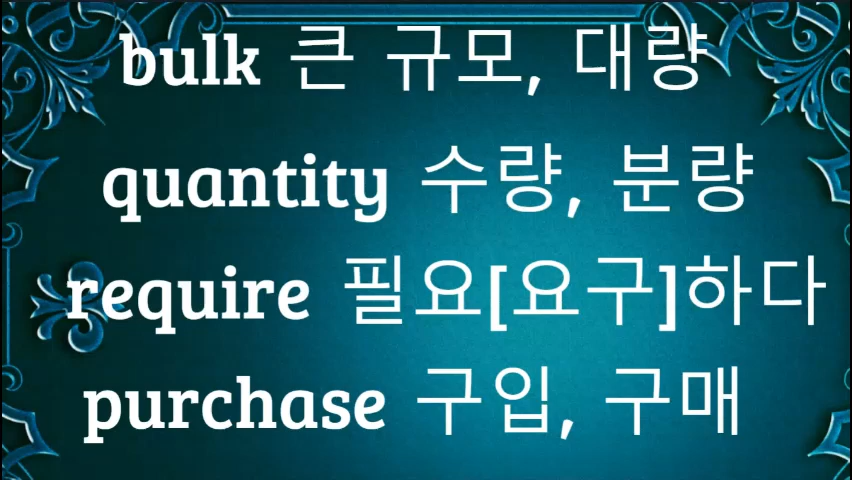 bulk 큰 규모, 대량
quantity 수량, 분량
require 필요[요구]하다
purchase 구입, 구매